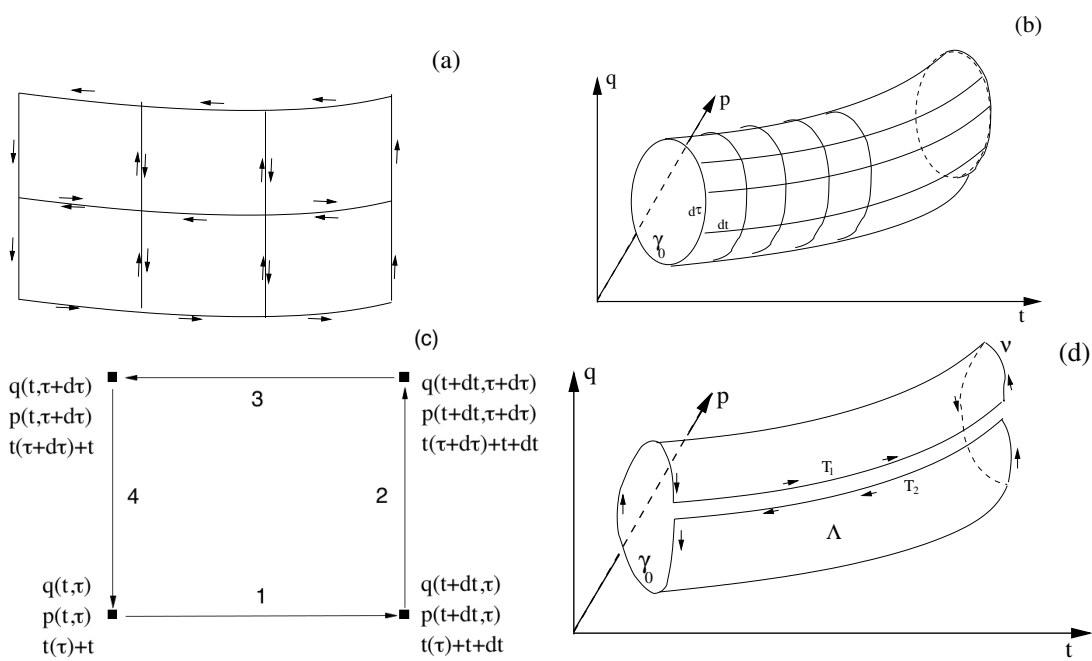 (a)
(b)
q
p
dτ
dt
γ0
t
(c)
q(t,τ+dτ)
p(t,τ+dτ)
t(τ+dτ)+t
3
q(t+dt,τ+dτ)
p(t+dt,τ+dτ)
t(τ+dτ)+t+dt
4
2
q(t,τ)
p(t,τ)
t(τ)+t
1
q(t+dt,τ)
p(t+dt,τ)
t(τ)+t+dt
(d)
q
p
ν
T1
T2
Λ
γ0
t